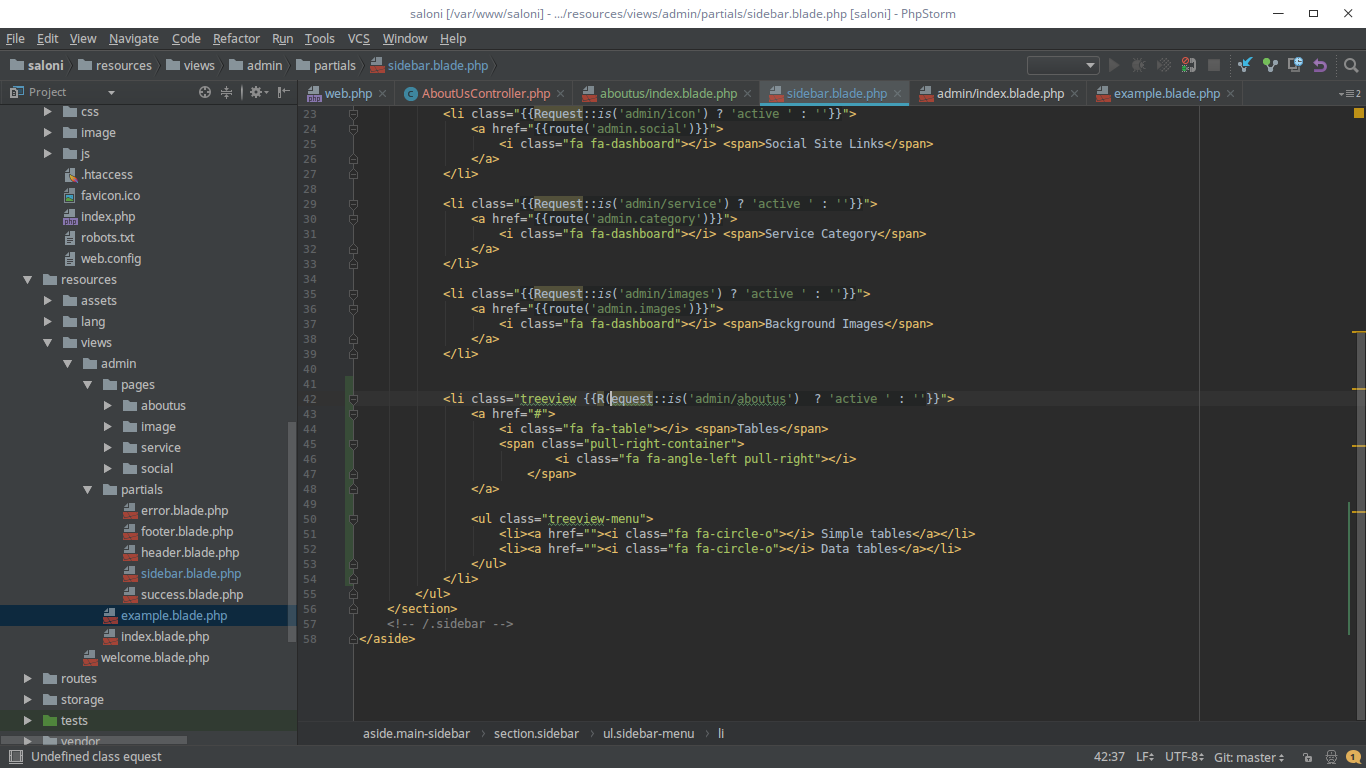 saloni [/var/www/saloni] - .../resources/views/admin/partials/sidebar.blade.php [saloni] - PhpStorm
File Edit View Navigate Code Refactor Run Tools VCS Window Help
saloni resources views admin partials sidebar.blade.php
Project
web.php AboutUsController.php aboutus/index.blade.php sidebar.blade.php admin/index.blade.php example.blade.php 2
css
image
js
.htaccess
favicon.ico
index.php
robots.txt
web.config
resources
assets
lang
views
admin
pages
aboutus
image
service
social
partials
error.blade.php
footer.blade.php
header.blade.php
sidebar.blade.php
success.blade.php
example.blade.php
index.blade.php
welcome.blade.php
routes
storage
tests
vendor
23 <li class="{{Request::is('admin/icon') ? 'active ' : ''}}">
24 <a href="{{route('admin.social')}}">
25 <i class="fa fa-dashboard"></i> <span>Social Site Links</span>
26 </a>
27 </li>
28
29 <li class="{{Request::is('admin/service') ? 'active ' : ''}}">
30 <a href="{{route('admin.category')}}">
31 <i class="fa fa-dashboard"></i> <span>Service Category</span>
32 </a>
33 </li>
34
35 <li class="{{Request::is('admin/images') ? 'active ' : ''}}">
36 <a href="{{route('admin.images')}}">
37 <i class="fa fa-dashboard"></i> <span>Background Images</span>
38 </a>
39 </li>
40
41
42 <li class="treeview {{R(equest::is('admin/aboutus')  ? 'active ' : ''}}">
43 <a href="#">
44 <i class="fa fa-table"></i> <span>Tables</span>
45 <span class="pull-right-container">
46 <i class="fa fa-angle-left pull-right"></i>
47 </span>
48 </a>
49
50 <ul class="treeview-menu">
51 <li><a href=""><i class="fa fa-circle-o"></i> Simple tables</a></li>
52 <li><a href=""><i class="fa fa-circle-o"></i> Data tables</a></li>
53 </ul>
54 </li>
55 </ul>
56 </section>
57 <!-- /.sidebar -->
58 </aside>
aside.main-sidebar section.sidebar ul.sidebar-menu li
Undefined class equest 42:37 LF UTF-8 Git: master 1